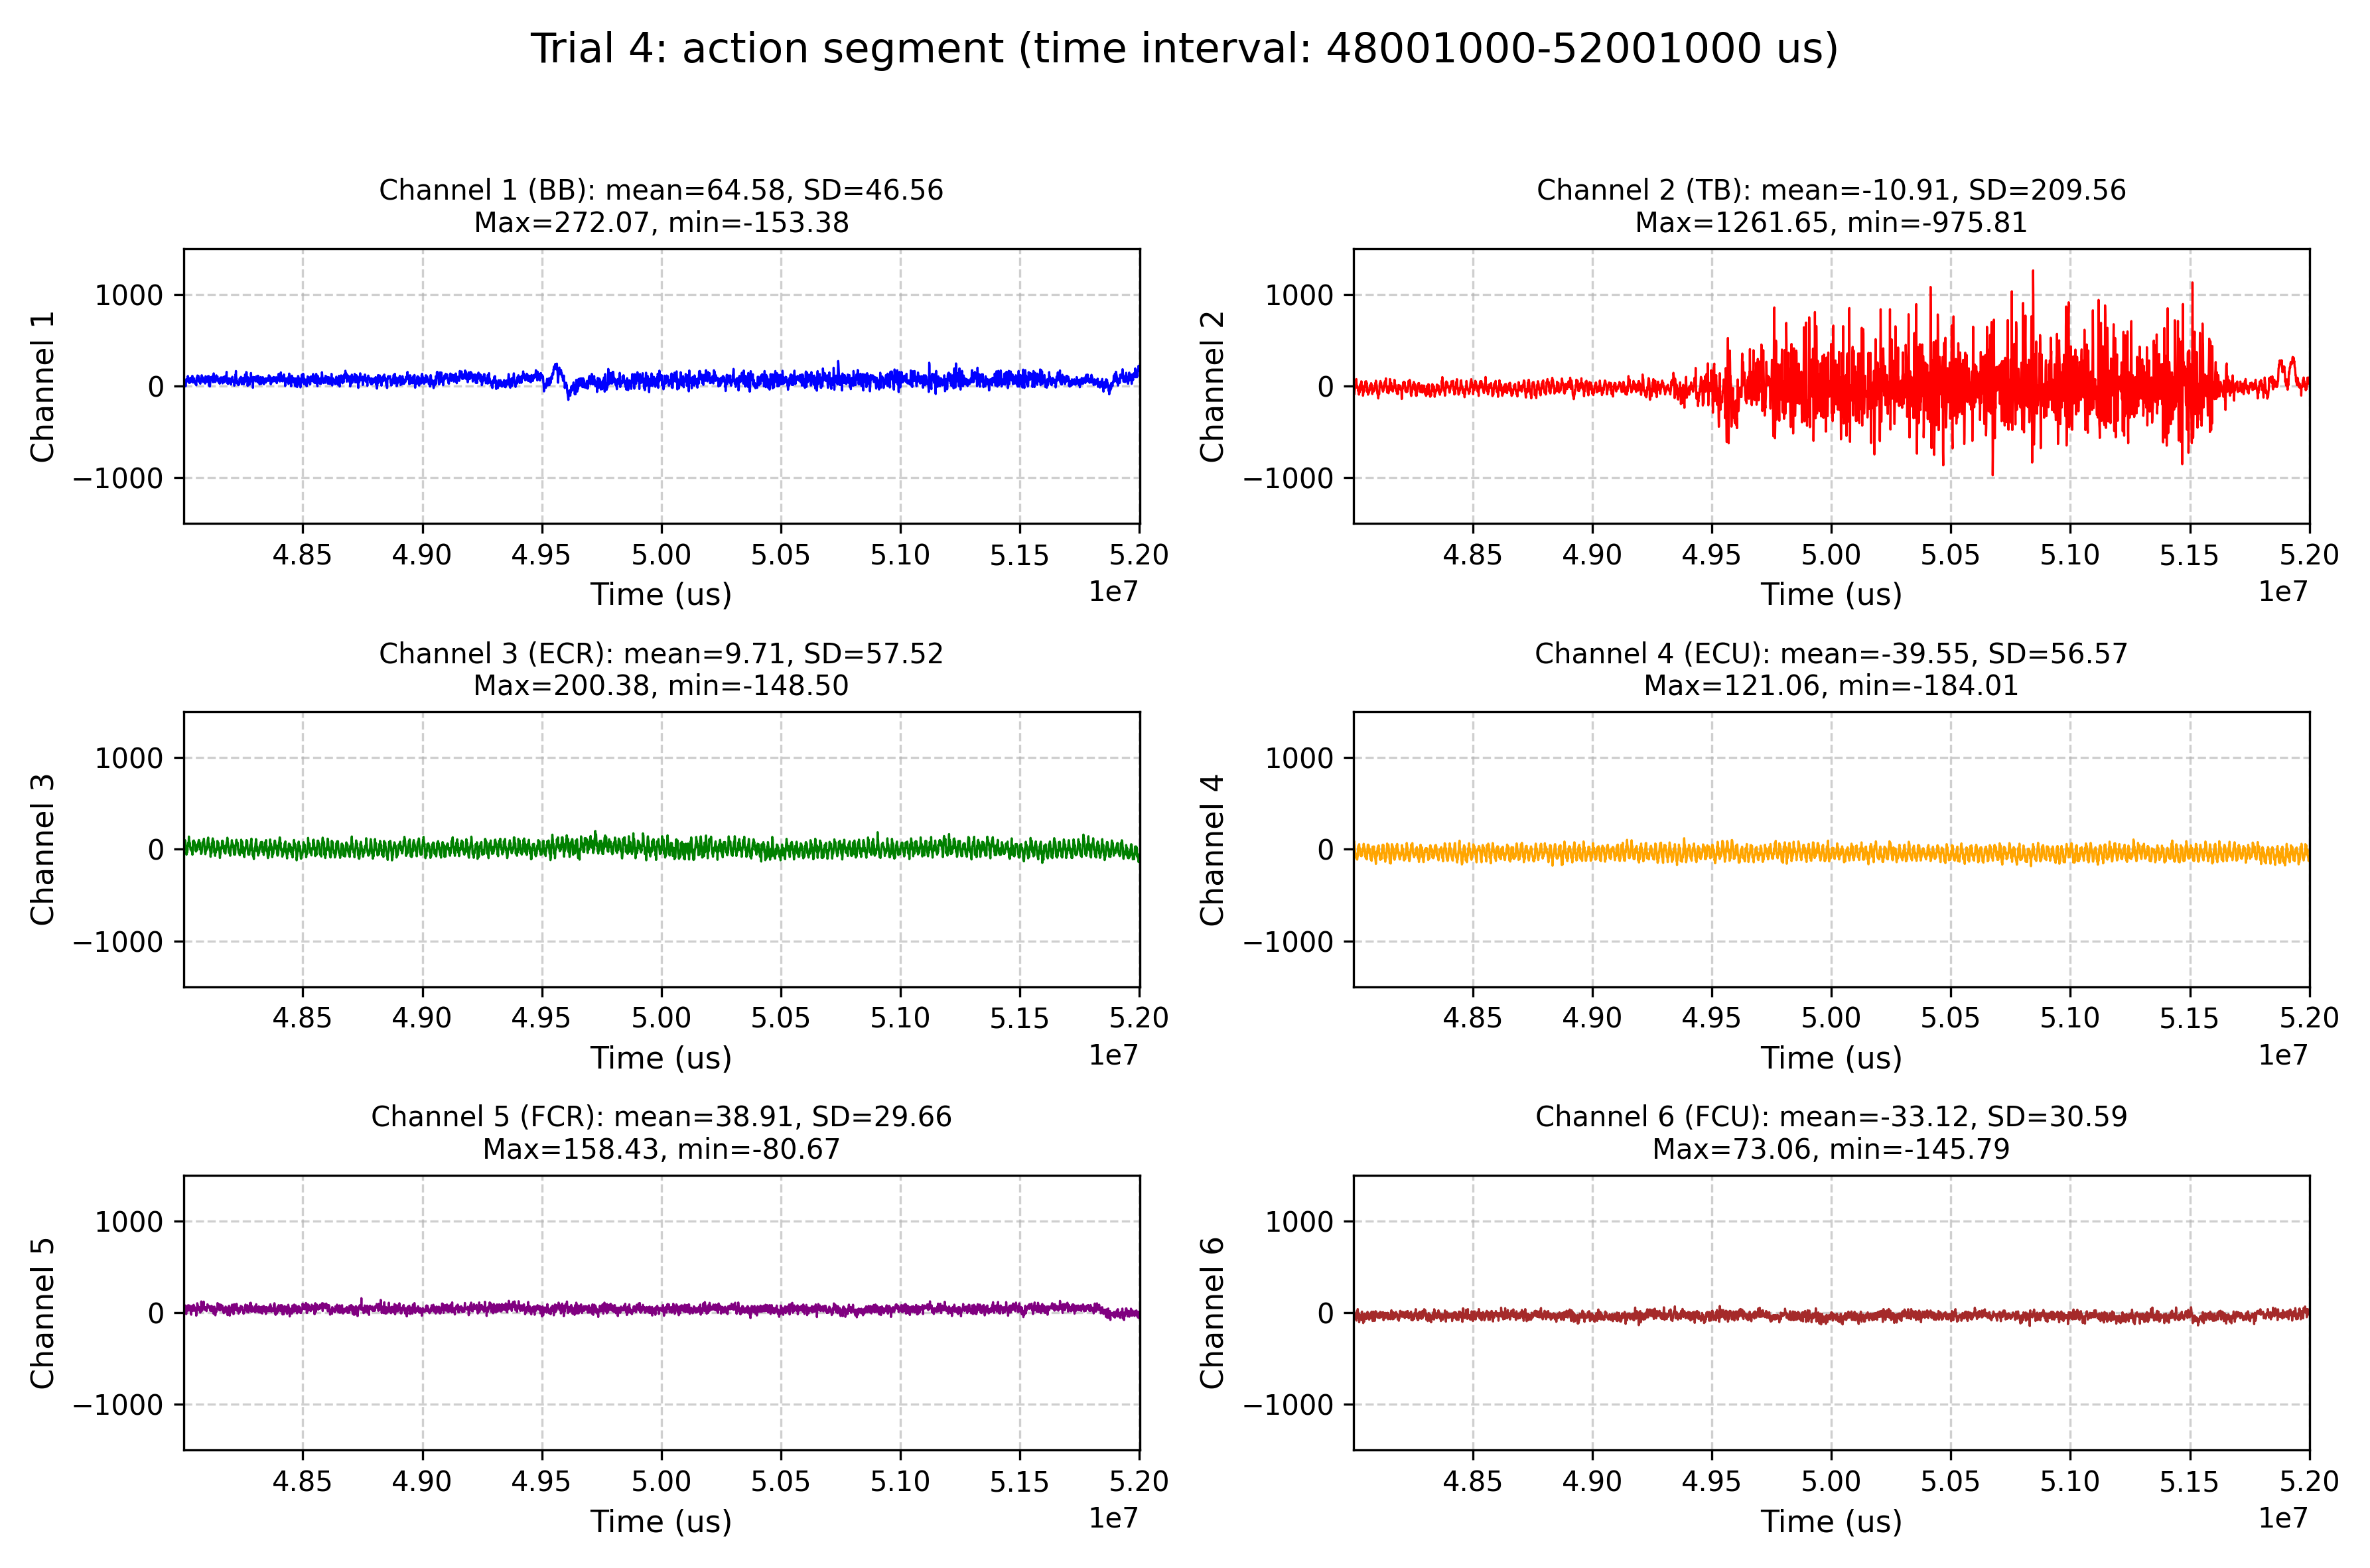 Trial 4: action segment (time interval: 48001000-52001000 us)
Channel 1 (BB): mean=64.58, SD=46.56
Max=272.07, min=-153.38
Channel 1
1000
0
−1000
4.85 4.90 4.95 5.00 5.05 5.10 5.15 5.20
Time (us)
1e7
Channel 2 (TB): mean=-10.91, SD=209.56
Max=1261.65, min=-975.81
Channel 2
1000
0
−1000
4.85 4.90 4.95 5.00 5.05 5.10 5.15 5.20
Time (us)
1e7
Channel 3 (ECR): mean=9.71, SD=57.52
Max=200.38, min=-148.50
Channel 3
1000
0
−1000
4.85 4.90 4.95 5.00 5.05 5.10 5.15 5.20
Time (us)
1e7
Channel 4 (ECU): mean=-39.55, SD=56.57
Max=121.06, min=-184.01
Channel 4
1000
0
−1000
4.85 4.90 4.95 5.00 5.05 5.10 5.15 5.20
Time (us)
1e7
Channel 5 (FCR): mean=38.91, SD=29.66
Max=158.43, min=-80.67
Channel 5
1000
0
−1000
4.85 4.90 4.95 5.00 5.05 5.10 5.15 5.20
Time (us)
1e7
Channel 6 (FCU): mean=-33.12, SD=30.59
Max=73.06, min=-145.79
Channel 6
1000
0
−1000
4.85 4.90 4.95 5.00 5.05 5.10 5.15 5.20
Time (us)
1e7